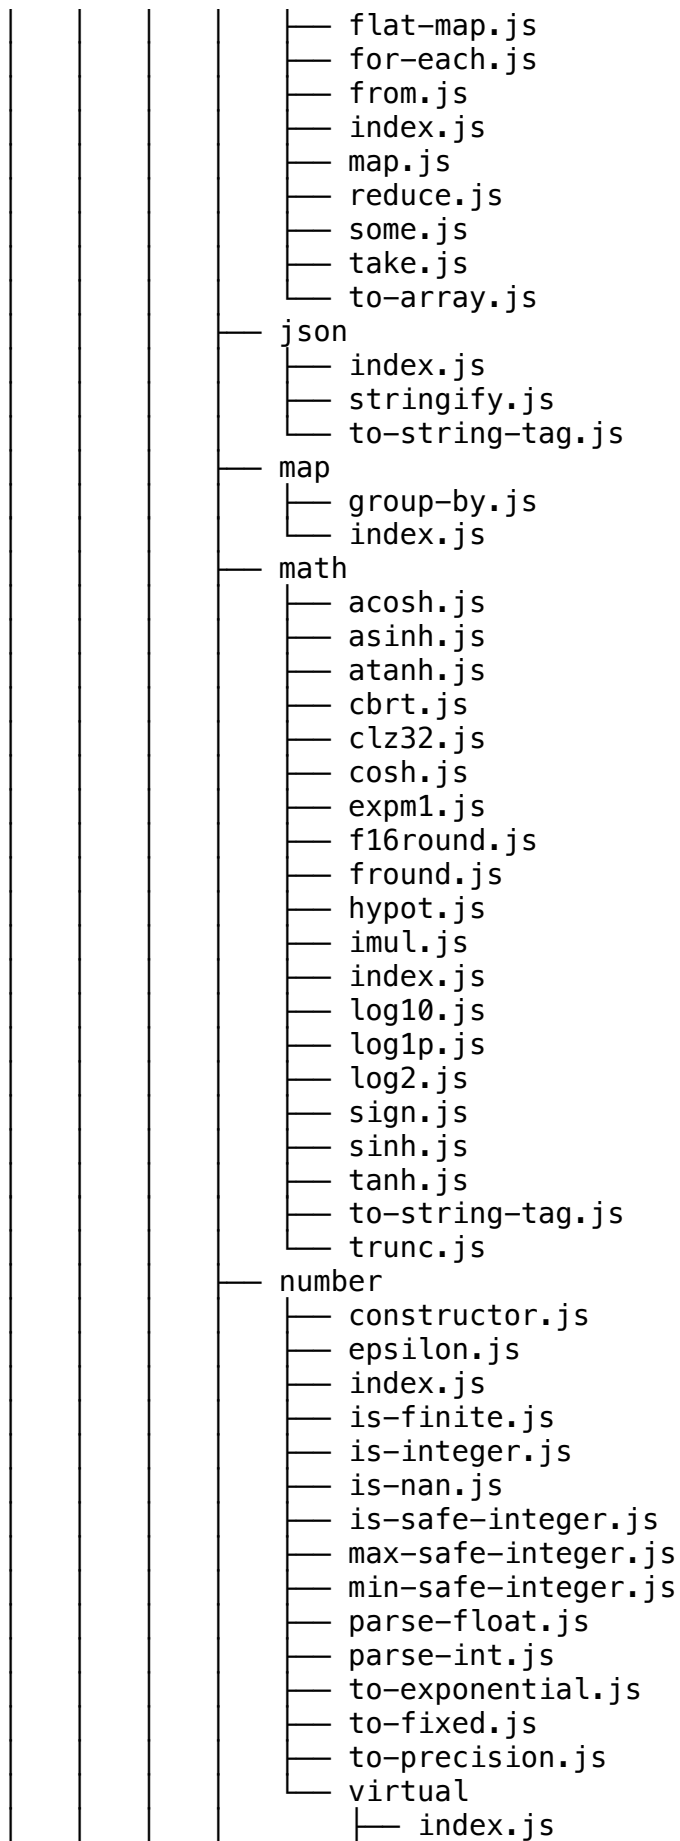 │   │   │   │   ├── flat-map.js
│   │   │   │   ├── for-each.js
│   │   │   │   ├── from.js
│   │   │   │   ├── index.js
│   │   │   │   ├── map.js
│   │   │   │   ├── reduce.js
│   │   │   │   ├── some.js
│   │   │   │   ├── take.js
│   │   │   │   └── to-array.js
│   │   │   ├── json
│   │   │   │   ├── index.js
│   │   │   │   ├── stringify.js
│   │   │   │   └── to-string-tag.js
│   │   │   ├── map
│   │   │   │   ├── group-by.js
│   │   │   │   └── index.js
│   │   │   ├── math
│   │   │   │   ├── acosh.js
│   │   │   │   ├── asinh.js
│   │   │   │   ├── atanh.js
│   │   │   │   ├── cbrt.js
│   │   │   │   ├── clz32.js
│   │   │   │   ├── cosh.js
│   │   │   │   ├── expm1.js
│   │   │   │   ├── f16round.js
│   │   │   │   ├── fround.js
│   │   │   │   ├── hypot.js
│   │   │   │   ├── imul.js
│   │   │   │   ├── index.js
│   │   │   │   ├── log10.js
│   │   │   │   ├── log1p.js
│   │   │   │   ├── log2.js
│   │   │   │   ├── sign.js
│   │   │   │   ├── sinh.js
│   │   │   │   ├── tanh.js
│   │   │   │   ├── to-string-tag.js
│   │   │   │   └── trunc.js
│   │   │   ├── number
│   │   │   │   ├── constructor.js
│   │   │   │   ├── epsilon.js
│   │   │   │   ├── index.js
│   │   │   │   ├── is-finite.js
│   │   │   │   ├── is-integer.js
│   │   │   │   ├── is-nan.js
│   │   │   │   ├── is-safe-integer.js
│   │   │   │   ├── max-safe-integer.js
│   │   │   │   ├── min-safe-integer.js
│   │   │   │   ├── parse-float.js
│   │   │   │   ├── parse-int.js
│   │   │   │   ├── to-exponential.js
│   │   │   │   ├── to-fixed.js
│   │   │   │   ├── to-precision.js
│   │   │   │   └── virtual
│   │   │   │       ├── index.js